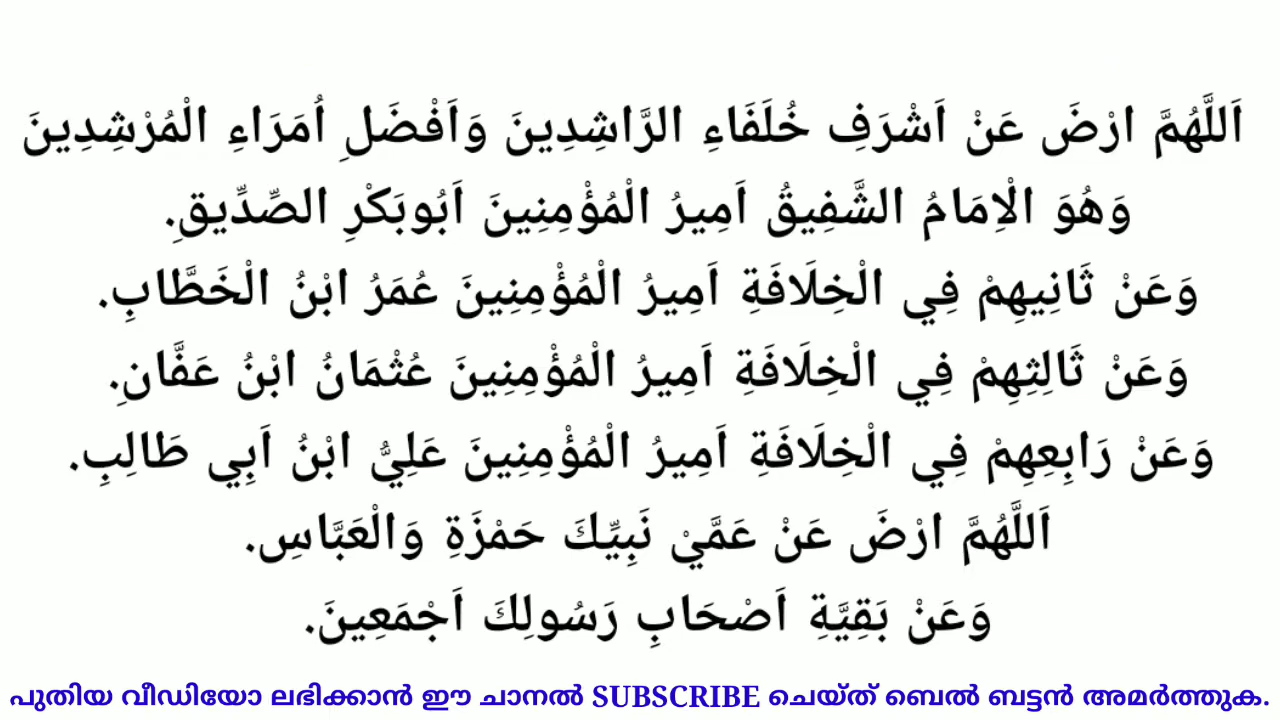 اَللَّهُمَّ ارْضَ عَنْ اَشْرَفِ خُلَفَاءِ الرَّاشِدِينَ وَاَفْضَلِ اُمَرَاءِ الْمُرْشِدِينَ
وَهُوَ الْاِمَامُ الشَّفِيقُ اَمِيرُ الْمُؤْمِنِينَ اَبُوبَكْرِ الصِّدِّيقِ.
وَعَنْ ثَانِيهِمْ فِي الْخِلَافَةِ اَمِيرُ الْمُؤْمِنِينَ عُمَرُ ابْنُ الْخَطَّابِ.
وَعَنْ ثَالِثِهِمْ فِي الْخِلَافَةِ اَمِيرُ الْمُؤْمِنِينَ عُثْمَانُ ابْنُ عَفَّانِ.
وَعَنْ رَابِعِهِمْ فِي الْخِلَافَةِ اَمِيرُ الْمُؤْمِنِينَ عَلِيُّ ابْنُ اَبِي طَالِبِ.
اَللَّهُمَّ ارْضَ عَنْ عَمَّيْ نَبِيِّكَ حَمْزَةِ وَالْعَبَّاسِ.
وَعَنْ بَقِيَّةِ اَصْحَابِ رَسُولِكَ اَجْمَعِينَ.
പുതിയ വീഡിയോ ലഭിക്കാൻ ഈ ചാനൽ SUBSCRIBE ചെയ്ത് ബെൽ ബട്ടൻ അമർത്തുക.